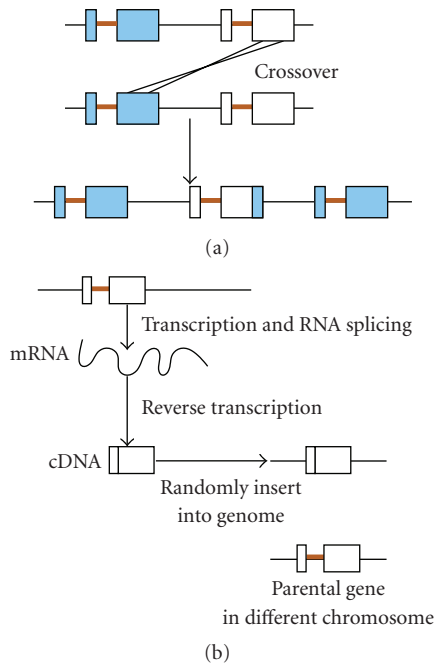 Crossover
(a)
Transcription and RNA splicing
mRNA
Reverse transcription
cDNA
Randomly insert
into genome
Parental gene
in different chromosome
(b)